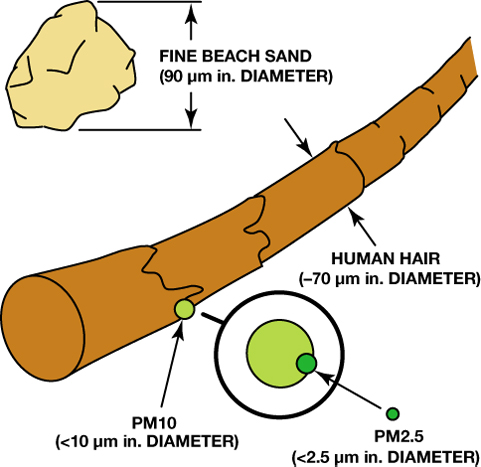 FINE BEACH SAND
(90 µm in. DIAMETER)
HUMAN HAIR
(–70 µm in. DIAMETER)
PM10
(<10 µm in. DIAMETER)
PM2.5
(<2.5 µm in. DIAMETER)